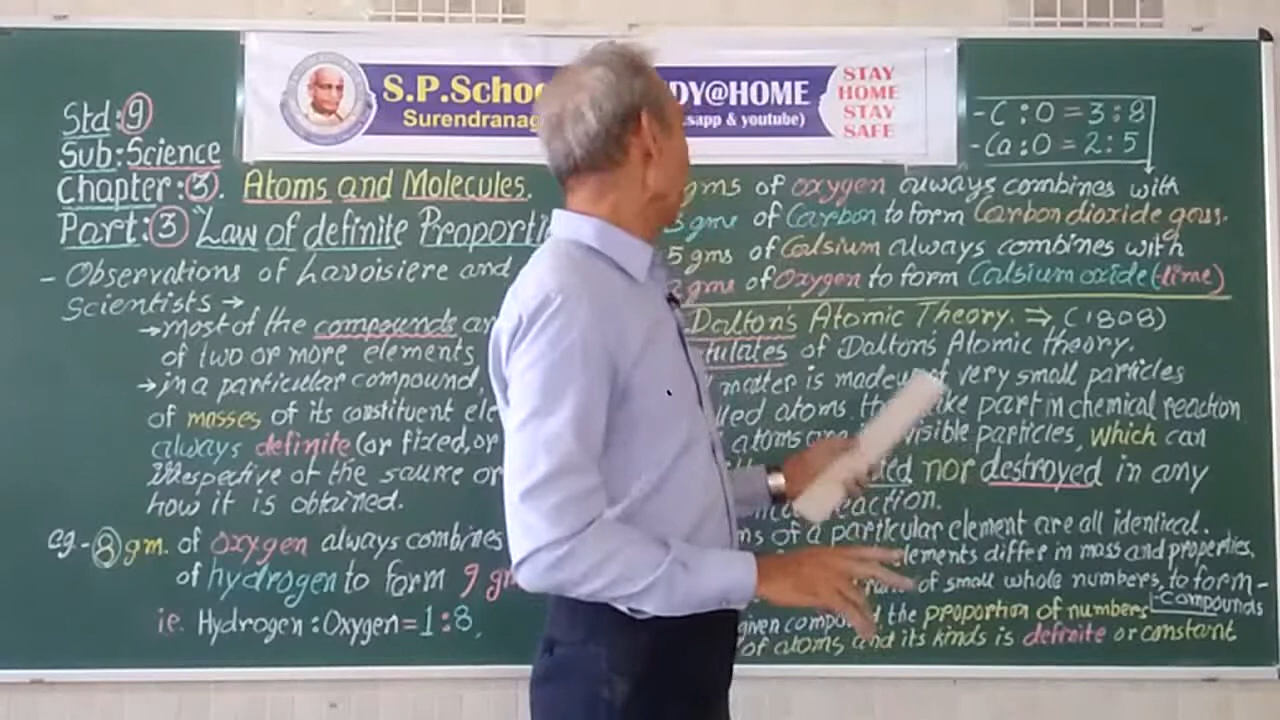 S.P.Schoo
Surendranag
DY@HOME
sapp & youtube)
STAY
HOME
STAY
SAFE
Std:9
Sub:Science
Chapter:3. Atoms and Molecules.
Part:3 "Law of definite Proporti
- Observations of Lavoisiere and
Scientists →
→most of the compounds ar
of two or more elements
→in a particular compound,
of masses of its constituent ele
always definite (or fixed, or
irrespective of the source or
how it is obtained.
eg-8 gm. of oxygen always combines
of hydrogen to form 9 g
ie. Hydrogen:Oxygen=1:8.
-C:O=3:8
-Ca:O=2:5
gms of oxygen always combines with
gms of Carbon to form Carbondioxide gass.
5 gms of Calsium always combines with
2 gms of Oxygen to form Calsium oxide(-lime)
Dalton's Atomic Theory. ⇒ (1808)
tulates of Dalton's Atomic theory.
matter is made of very small particles
lled atoms, take part in chemical reaction
atoms are visible particles, which can
ted nor destroyed in any
reaction.
ms of a particular element are all identical.
elements differ in mass and properties.
of small whole numbers, to form-
-compounds
given compo the proportion of numbers
of atoms and its kinds is definite or constant